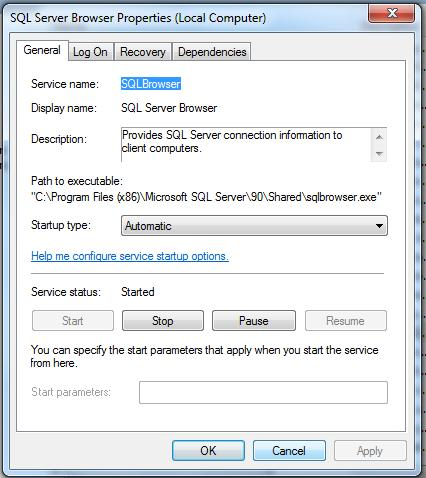 SQL Server Browser Properties (Local Computer)
General Log On Recovery Dependencies
Service name: SQLBrowser
Display name: SQL Server Browser
Description: Provides SQL Server connection information to
client computers.
Path to executable:
"C:\Program Files (x86)\Microsoft SQL Server\90\Shared\sqlbrowser.exe"
Startup type: Automatic
Help me configure service startup options.
Service status: Started
Start Stop Pause Resume
You can specify the start parameters that apply when you start the service
from here.
Start parameters:
OK Cancel Apply